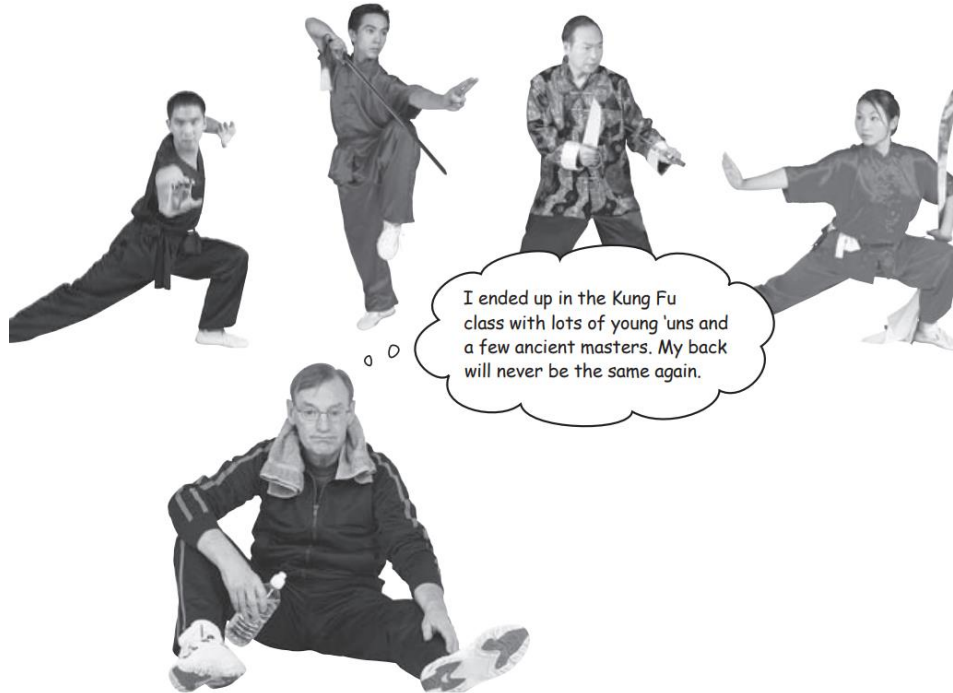 I ended up in the Kung Fu
class with lots of young ‘uns and
a few ancient masters. My back
will never be the same again.